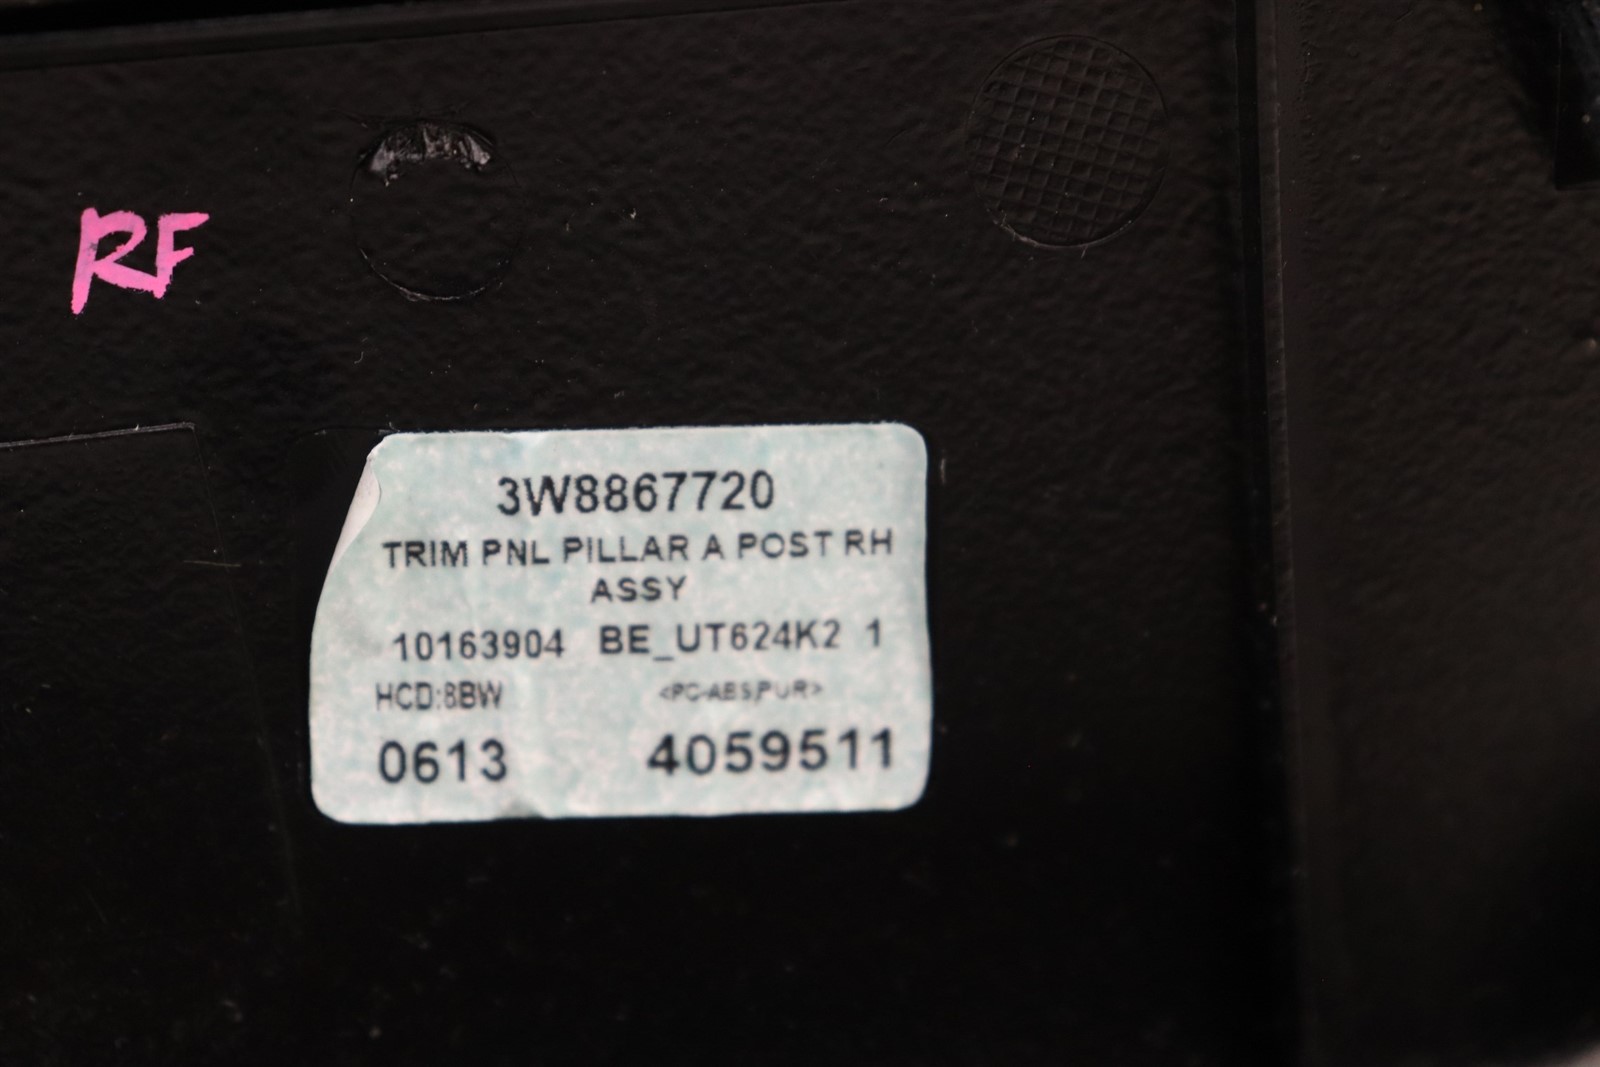 RF
3W8867720
TRIM PNL PILLAR A POST RH
ASSY
10163904 BE_UT624K2 1
HCD:8BW <PC-ABS,PUR>
0613 4059511